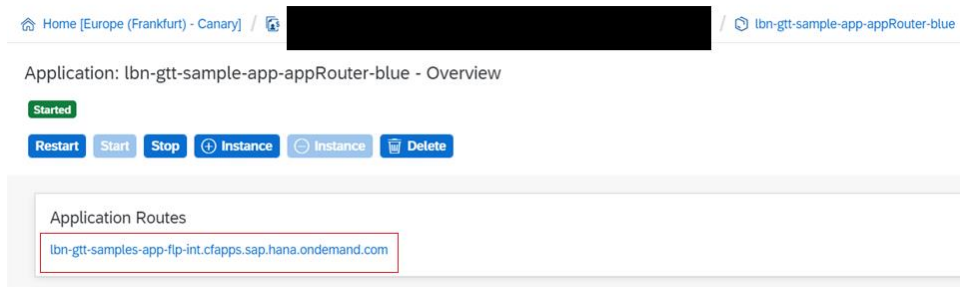 Home [Europe (Frankfurt) - Canary] / / lbn-gtt-sample-app-appRouter-blue
Application: lbn-gtt-sample-app-appRouter-blue - Overview
Started
Restart Start Stop Instance Instance Delete
Application Routes
lbn-gtt-samples-app-flp-int.cfapps.sap.hana.ondemand.com